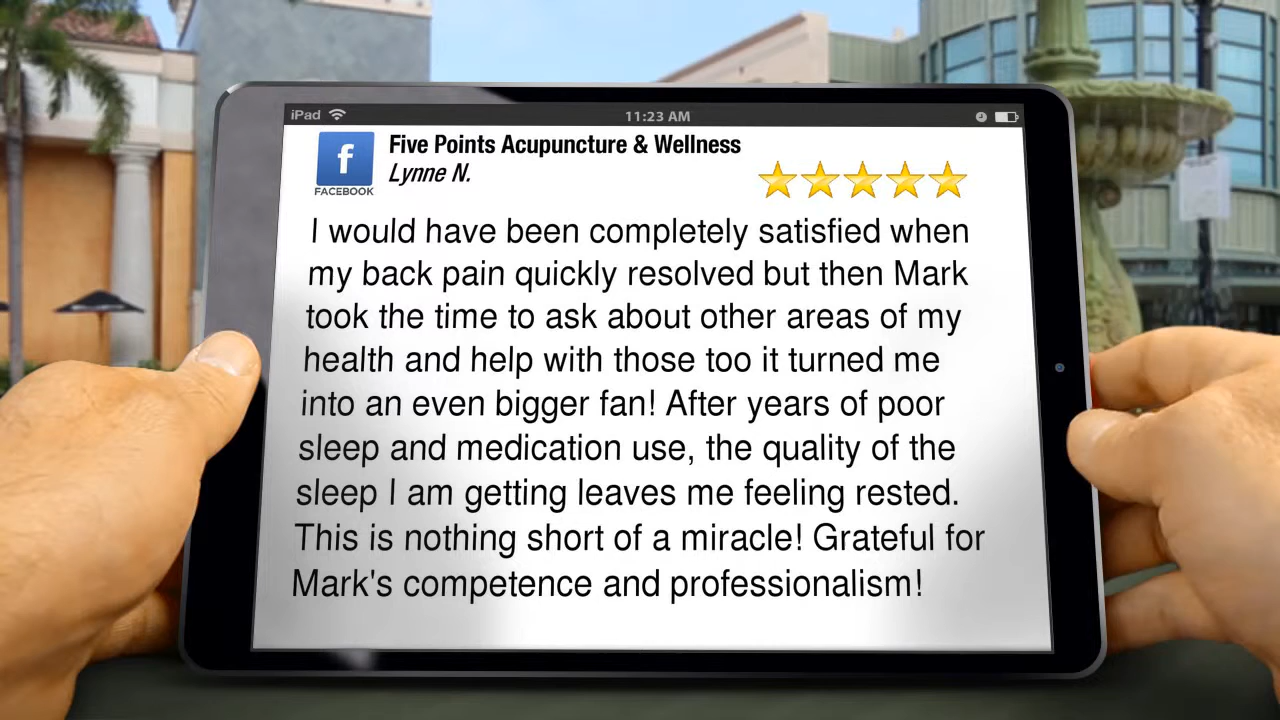 iPad
11:23 AM
f
FACEBOOK
Five Points Acupuncture & Wellness
Lynne N.
I would have been completely satisfied when
my back pain quickly resolved but then Mark
took the time to ask about other areas of my
health and help with those too it turned me
into an even bigger fan! After years of poor
sleep and medication use, the quality of the
sleep I am getting leaves me feeling rested.
This is nothing short of a miracle! Grateful for
Mark's competence and professionalism!